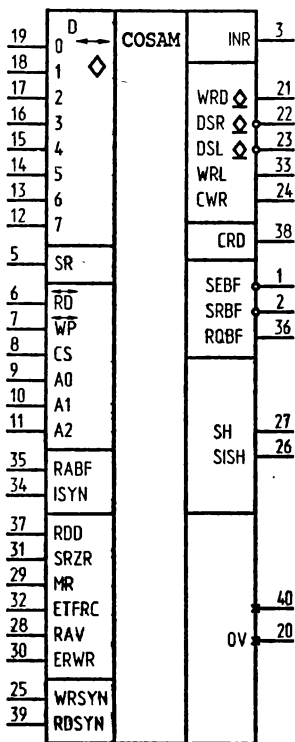 D COSAM
19 0 INR 3
18 1
17 2 WRD 21
16 3 DSR 22
15 4 DSL 23
14 5 WRL 33
13 6 CWR 24
12 7
CRD 38
5 SR
SEBF 1
6 RD SRBF 2
7 WP RQBF 36
8 CS
9 A0
10 A1 SH 27
11 A2 SISH 26
35 RABF
34 ISYN
37 RDD
31 SRZR
29 MR
32 ETFRC 40
28 RAV 0V 20
30 ERWR
25 WRSYN
39 RDSYN